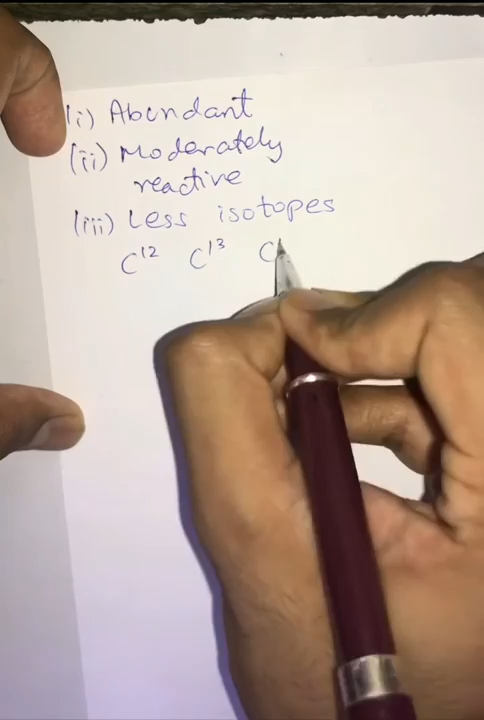 (i) Abundant
(ii) Moderately
reactive
(iii) Less isotopes
C¹² C¹³ C